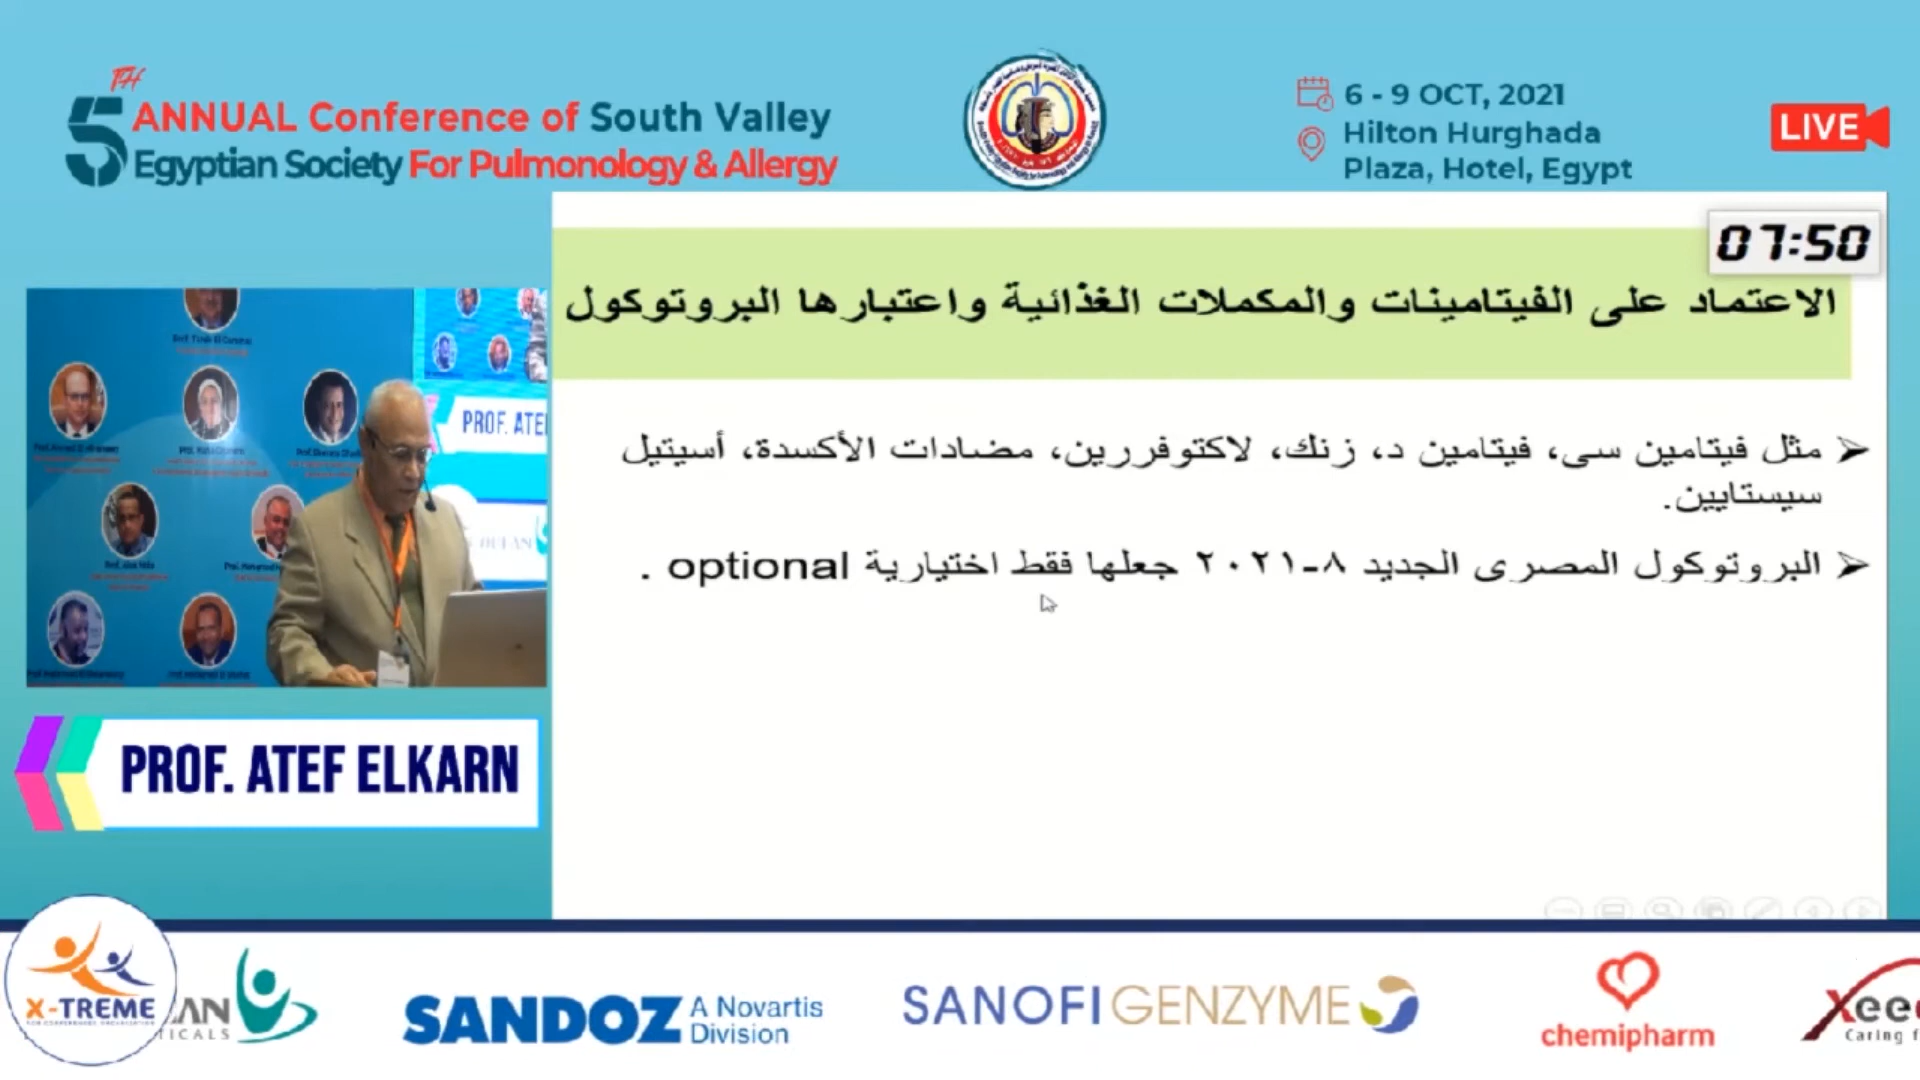 5TH ANNUAL Conference of South Valley
Egyptian Society For Pulmonology & Allergy
6 - 9 OCT, 2021
Hilton Hurghada
Plaza, Hotel, Egypt
LIVE
07:50
الاعتماد على الفيتامينات والمكملات الغذائية واعتبارها البروتوكول
مثل فيتامين سى، فيتامين د، زنك، لاكتوفررين، مضادات الأكسدة، أسيتيل
سيستايين.
البروتوكول المصرى الجديد ٨-٢٠٢١ جعلها فقط اختيارية optional .
PROF. ATEF ELKARN
X-TREME
SANDOZ A Novartis
Division
SANOFI GENZYME
chemipharm